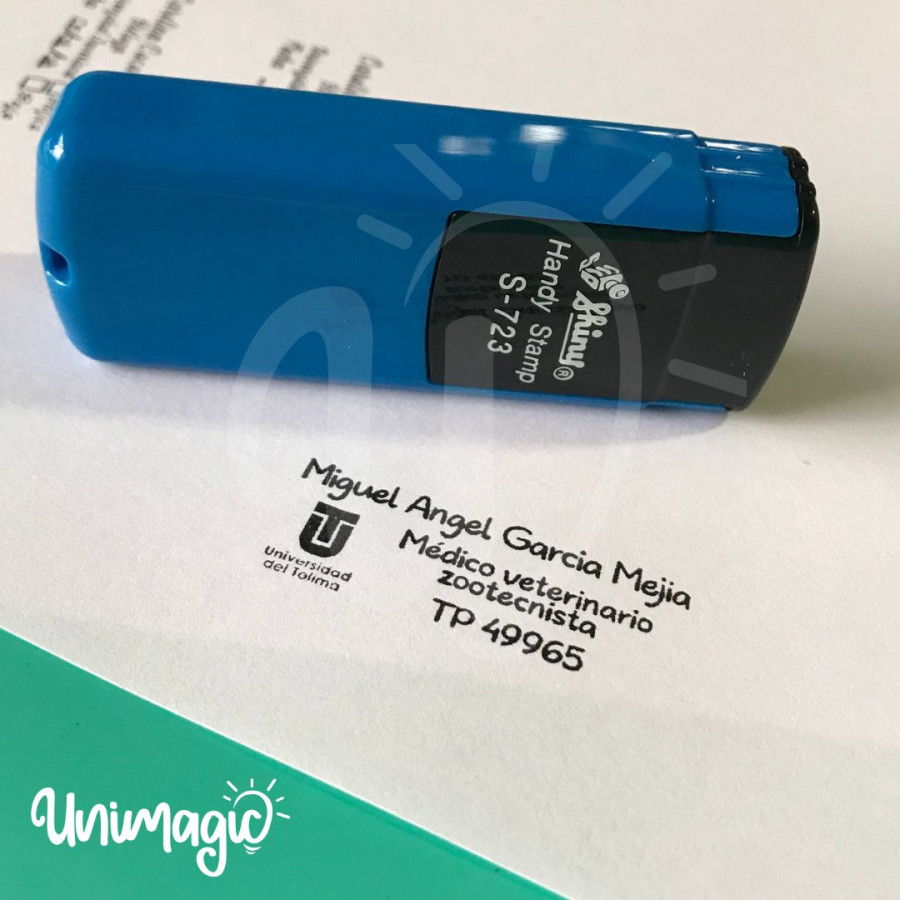 Shiny®
Handy Stamp
S-723
Miguel Angel Garcia Mejia
Médico veterinario
zootecnista
TP 49965
Universidad
del Tolima
Unimagic